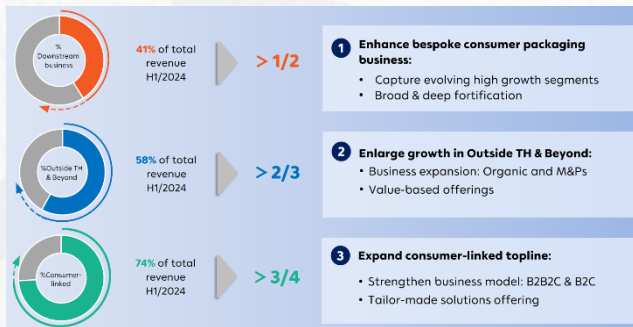 %
Downstream
business
41% of total
revenue
H1/2024
> 1/2
1 Enhance bespoke consumer packaging
business:
• Capture evolving high growth segments
• Broad & deep fortification
%Outside TH
& Beyond
58% of total
revenue
H1/2024
> 2/3
2 Enlarge growth in Outside TH & Beyond:
• Business expansion: Organic and M&Ps
• Value-based offerings
%Consumer-
linked
74% of total
revenue
H1/2024
> 3/4
3 Expand consumer-linked topline:
• Strengthen business model: B2B2C & B2C
• Tailor-made solutions offering